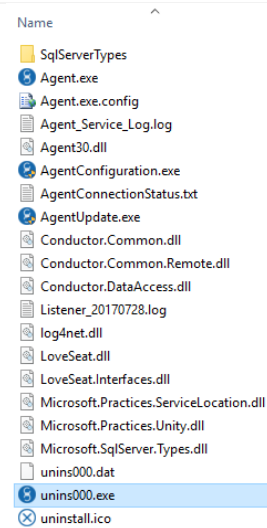 Name
SqlServerTypes
Agent.exe
Agent.exe.config
Agent_Service_Log.log
Agent30.dll
AgentConfiguration.exe
AgentConnectionStatus.txt
AgentUpdate.exe
Conductor.Common.dll
Conductor.Common.Remote.dll
Conductor.DataAccess.dll
Listener_20170728.log
log4net.dll
LoveSeat.dll
LoveSeat.Interfaces.dll
Microsoft.Practices.ServiceLocation.dll
Microsoft.Practices.Unity.dll
Microsoft.SqlServer.Types.dll
unins000.dat
unins000.exe
uninstall.ico